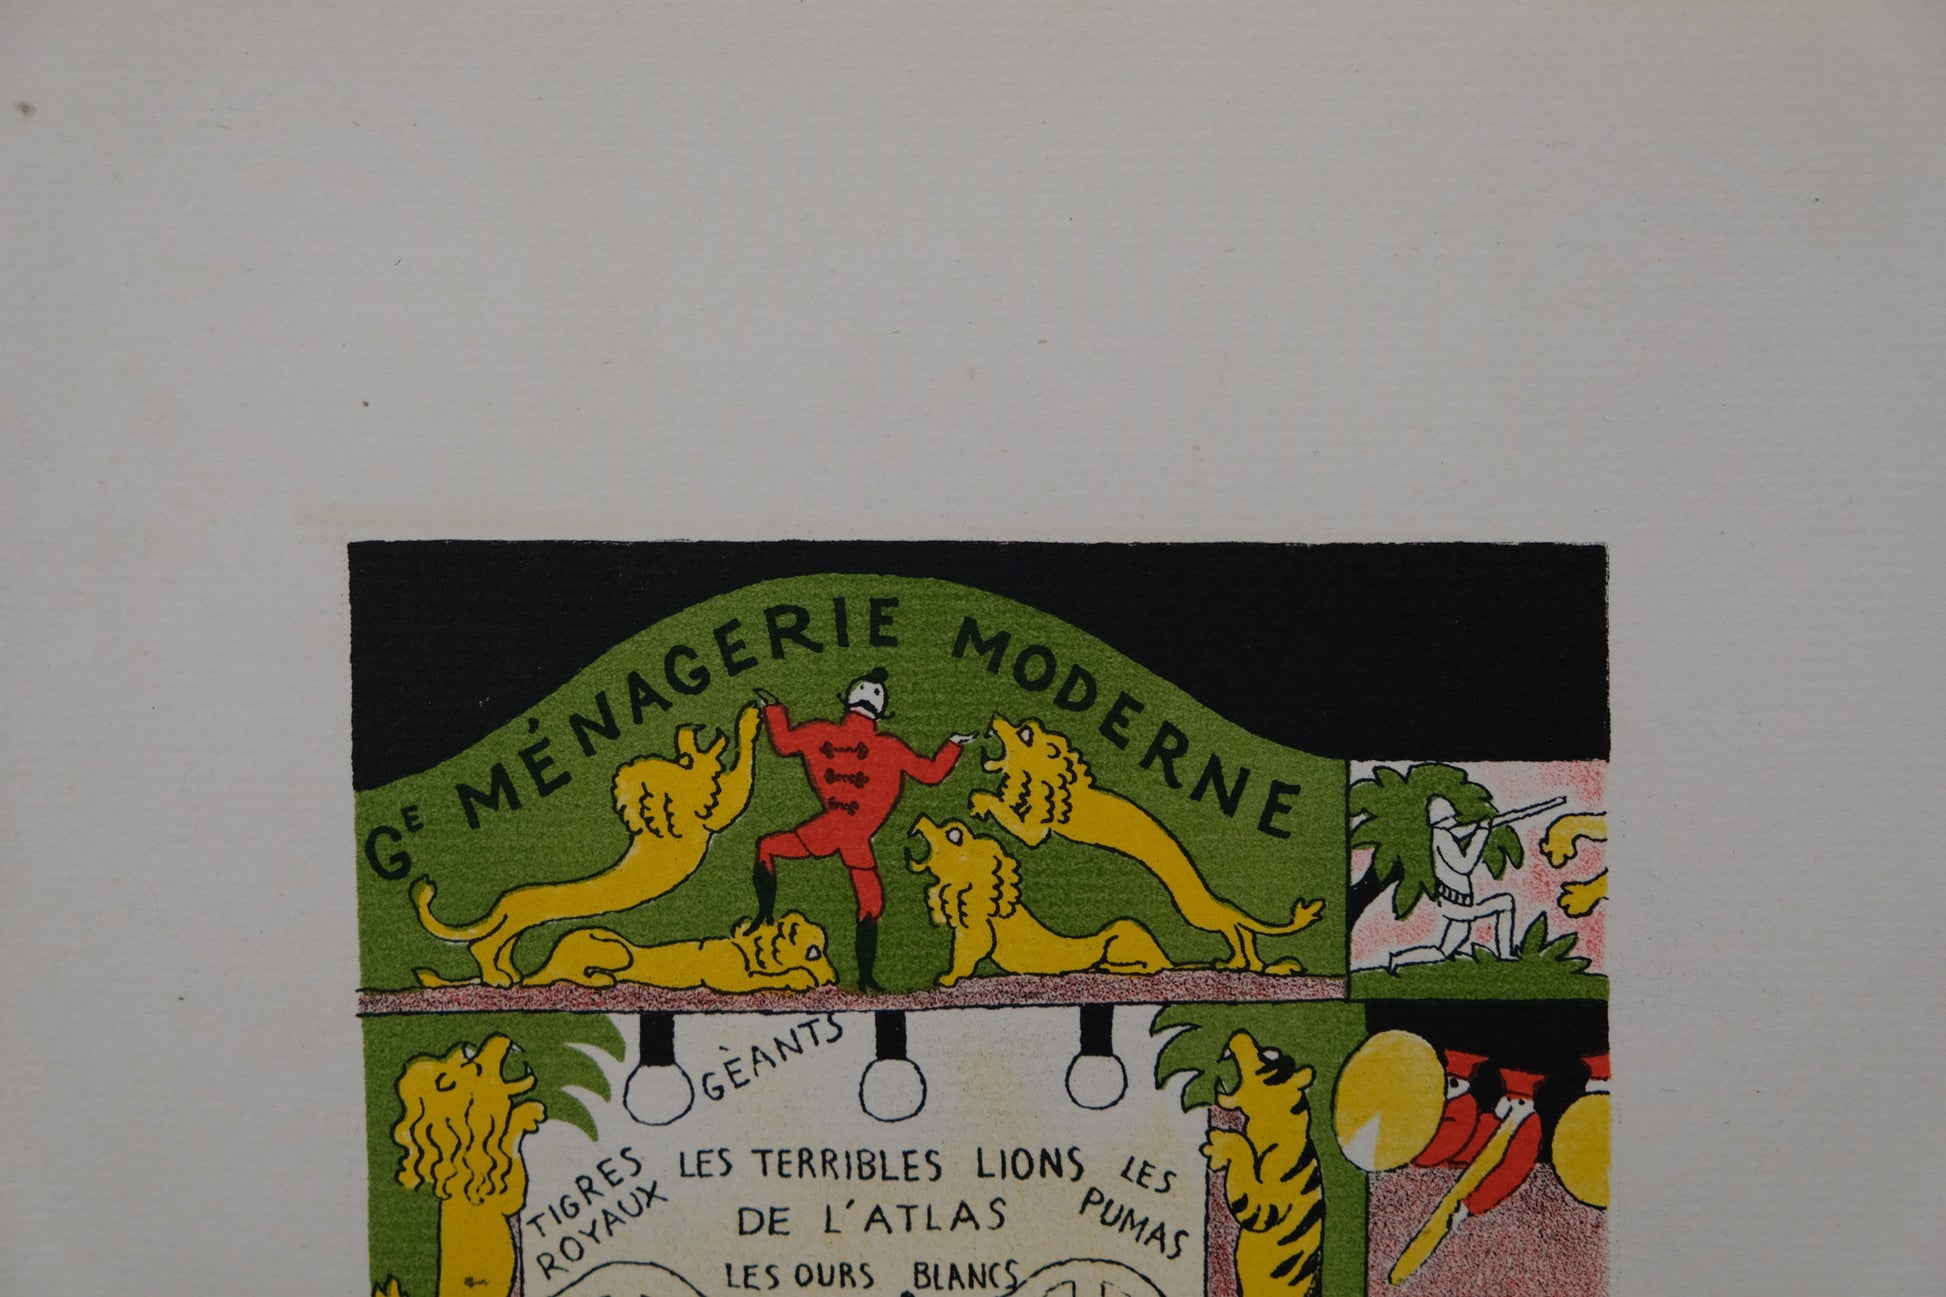 Gᴱ MÉNAGERIE MODERNE
GÈANTS
TIGRES
ROYAUX
LES TERRIBLES LIONS
DE L'ATLAS
LES
PUMAS
LES OURS BLANCS